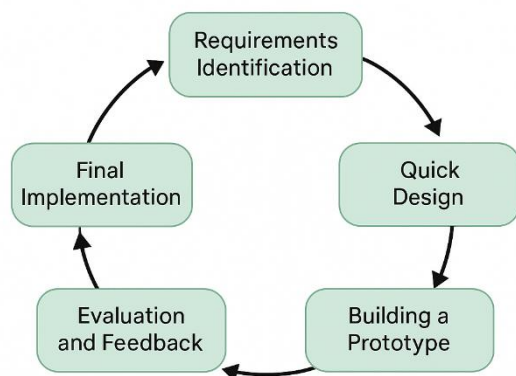 Requirements
Identification
Quick
Design
Building a
Prototype
Evaluation
and Feedback
Final
Implementation